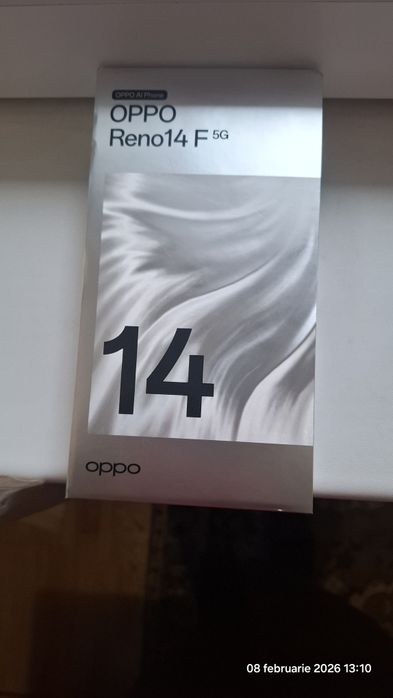 OPPO AI Phone
OPPO
Reno14 F 5G
14
oppo
08 februarie 2026 13:10